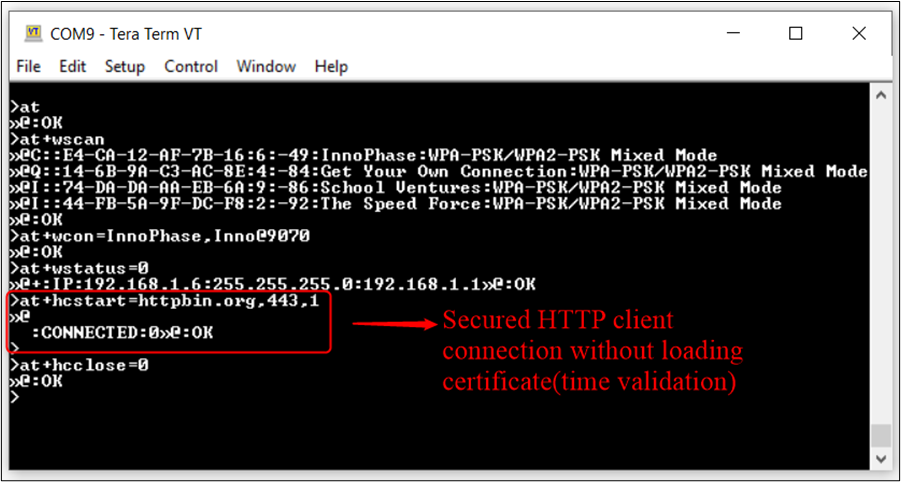 COM9 - Tera Term VT
File Edit Setup Control Window Help
>at
»@:OK
>at+wscan
»@C::E4-CA-12-AF-7B-16:6:-49:InnoPhase:WPA-PSK/WPA2-PSK Mixed Mode
»@Q::14-6B-9A-C3-AC-8E:4:-84:Get Your Own Connection:WPA-PSK/WPA2-PSK Mixed Mode
»@I::74-DA-DA-AA-EB-6A:9:-86:School Ventures:WPA-PSK/WPA2-PSK Mixed Mode
»@I::44-FB-5A-9F-DC-F8:2:-92:The Speed Force:WPA-PSK/WPA2-PSK Mixed Mode
»@:OK
>at+wcon=InnoPhase,Inno@9070
»@:OK
>at+wstatus=0
»@+:IP:192.168.1.6:255.255.255.0:192.168.1.1»@:OK
>at+hcstart=httpbin.org,443,1
»@
:CONNECTED:0»@:OK
>
>at+hcclose=0
»@:OK
>
Secured HTTP client
connection without loading
certificate(time validation)